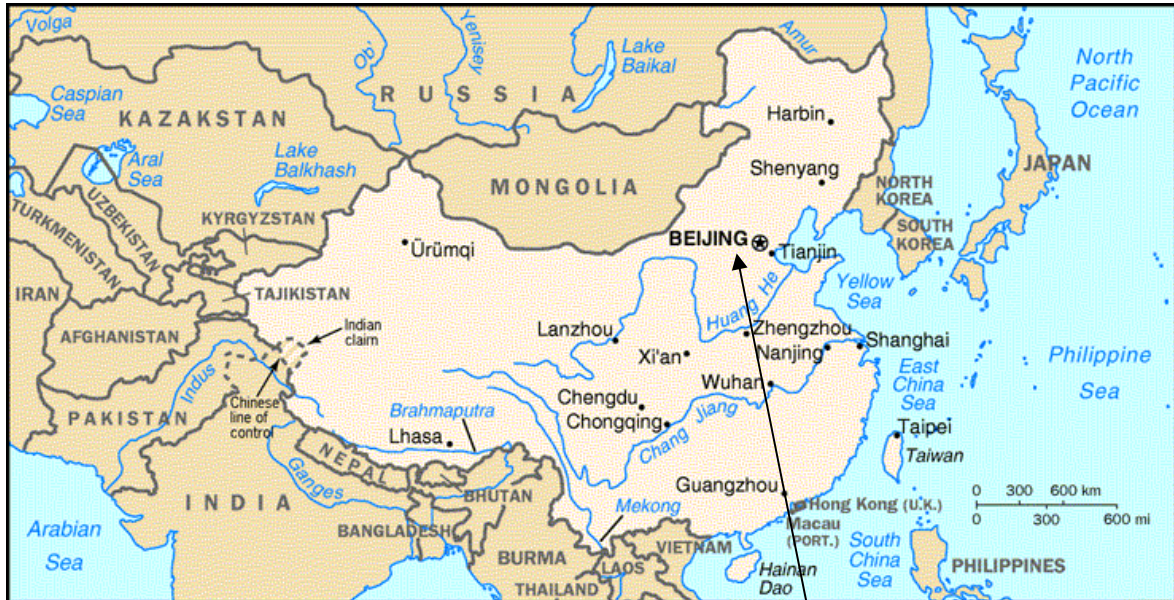 Volga
Ob'
Yenisey
Lake
Baikal
Amur
North
Pacific
Ocean
Caspian
Sea
RUSSIA
KAZAKSTAN
Harbin
Aral
Sea
Lake
Balkhash
MONGOLIA
Shenyang
JAPAN
NORTH
KOREA
UZBEKISTAN
TURKMENISTAN
KYRGYZSTAN
SOUTH
KOREA
Ürümqi
BEIJING
Tianjin
IRAN
TAJIKISTAN
Yellow
Sea
Huang He
AFGHANISTAN
Indian
claim
Lanzhou
Zhengzhou
Shanghai
Xi'an
Nanjing
Philippine
Sea
Indus
East
China
Sea
Wuhan
Chinese
line of
control
Chengdu
Chongqing
PAKISTAN
Brahmaputra
Chang Jiang
Taipei
Taiwan
Lhasa
NEPAL
Ganges
BHUTAN
Guangzhou
0 300 600 km
0 300 600 mi
INDIA
Mekong
Hong Kong (U.K.)
Macau
(PORT.)
BANGLADESH
Arabian
Sea
BURMA
VIETNAM
LAOS
South
China
Sea
Hainan
Dao
PHILIPPINES
THAILAND